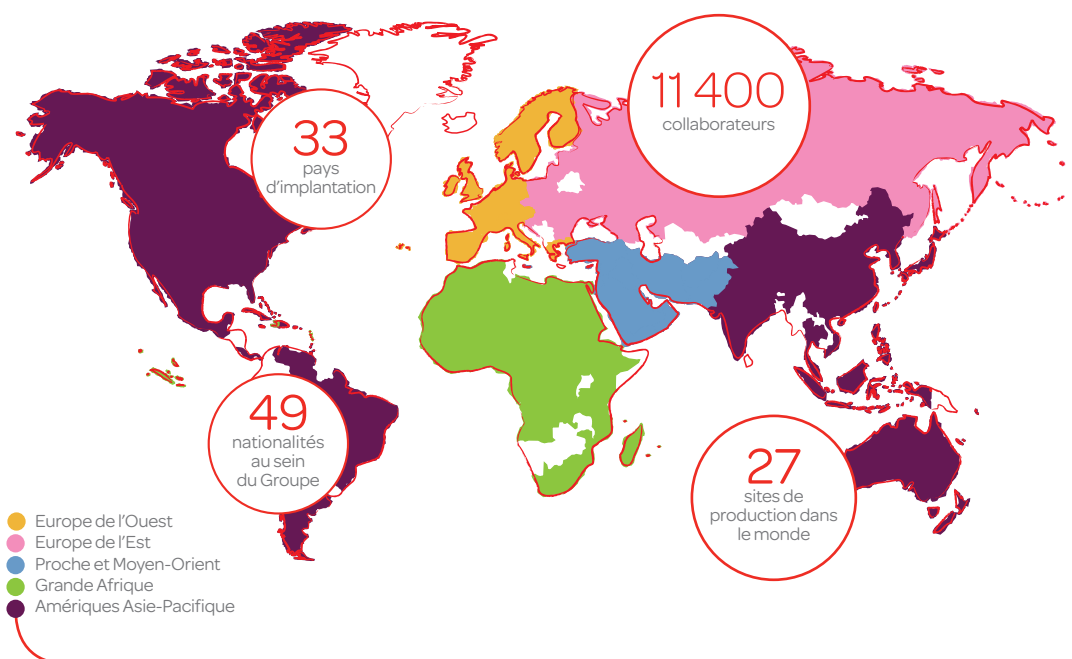 11 400
collaborateurs
33
pays
d'implantation
49
nationalités
au sein
du Groupe
27
sites de
production dans
le monde
Europe de l'Ouest
Europe de l'Est
Proche et Moyen-Orient
Grande Afrique
Amériques Asie-Pacifique